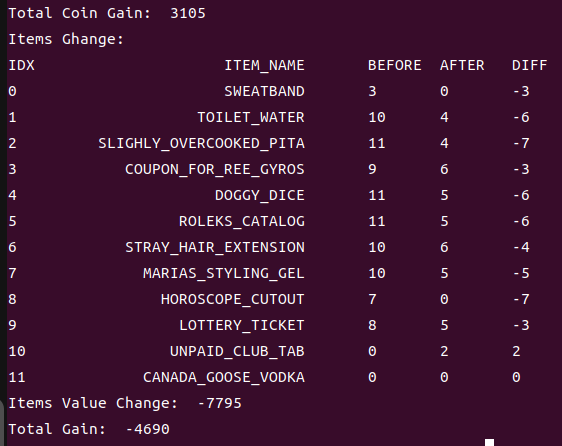 Total Coin Gain:  3105
Items Ghange:
IDX ITEM_NAME BEFORE AFTER DIFF
0 SWEATBAND 3 0 -3
1 TOILET_WATER 10 4 -6
2 SLIGHLY_OVERCOOKED_PITA 11 4 -7
3 COUPON_FOR_REE_GYROS 9 6 -3
4 DOGGY_DICE 11 5 -6
5 ROLEKS_CATALOG 11 5 -6
6 STRAY_HAIR_EXTENSION 10 6 -4
7 MARIAS_STYLING_GEL 10 5 -5
8 HOROSCOPE_CUTOUT 7 0 -7
9 LOTTERY_TICKET 8 5 -3
10 UNPAID_CLUB_TAB 0 2 2
11 CANADA_GOOSE_VODKA 0 0 0
Items Value Change:  -7795
Total Gain:  -4690